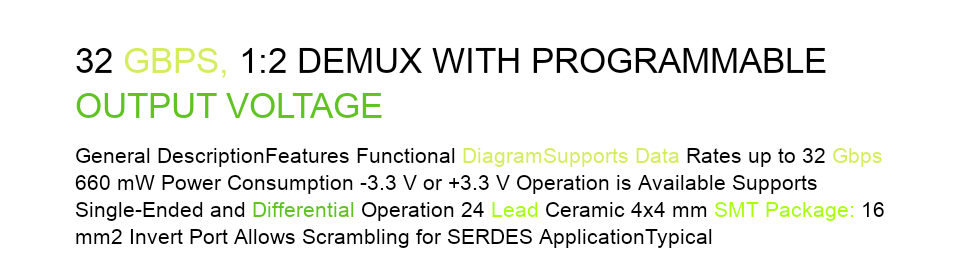 32 GBPS, 1:2 DEMUX WITH PROGRAMMABLE
OUTPUT VOLTAGE
General DescriptionFeatures Functional DiagramSupports Data Rates up to 32 Gbps
660 mW Power Consumption -3.3 V or +3.3 V Operation is Available Supports
Single-Ended and Differential Operation 24 Lead Ceramic 4x4 mm SMT Package: 16
mm2 Invert Port Allows Scrambling for SERDES ApplicationTypical